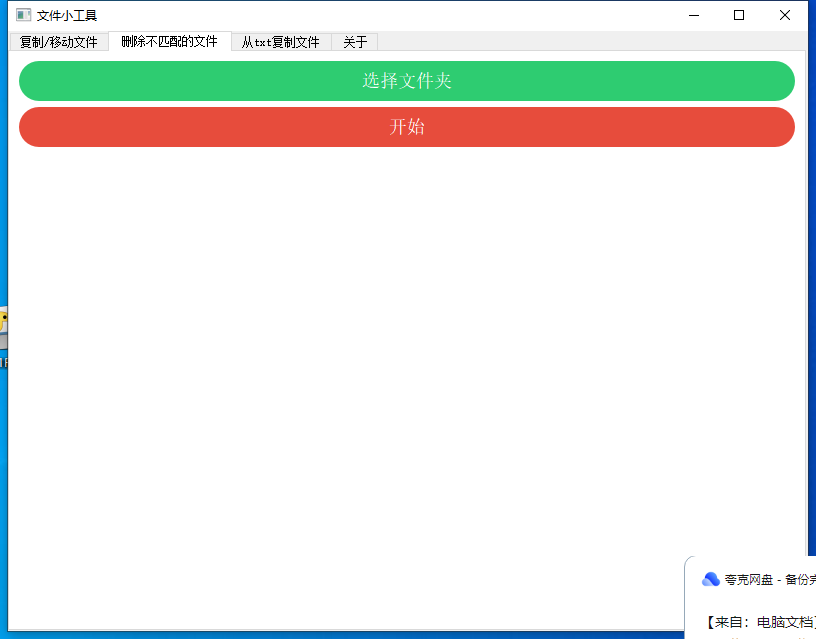 文件小工具
复制/移动文件 删除不匹配的文件 从txt复制文件 关于
选择文件夹
开始
夸克网盘 - 备份
【来自：电脑文档